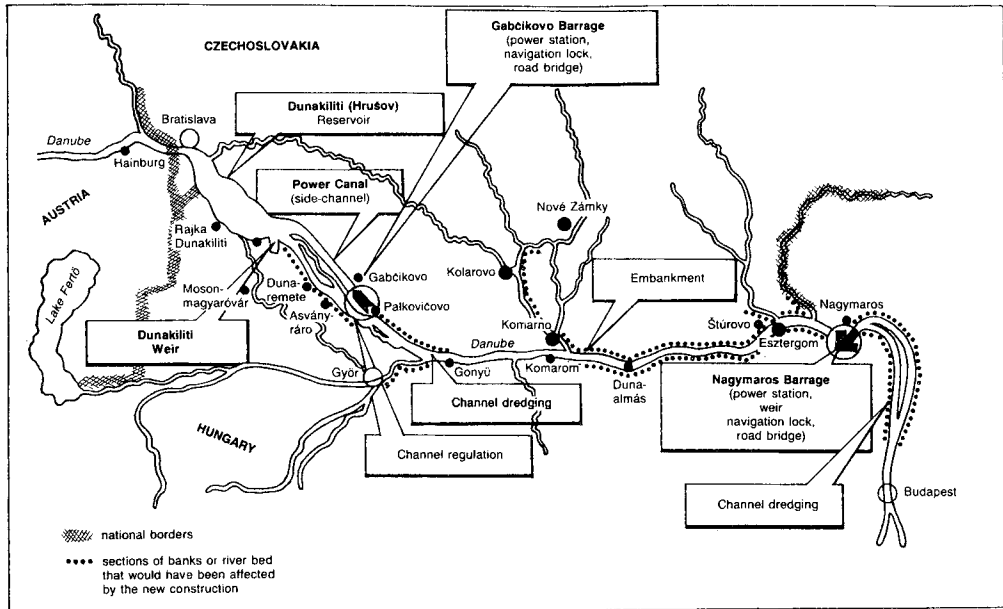 CZECHOSLOVAKIA
Gabčikovo Barrage
(power station,
navigation lock,
road bridge)
Bratislava
Dunakiliti (Hrušov)
Reservoir
Danube
Hainburg
Power Canal
(side-channel)
AUSTRIA
Nové Zámky
Rajka
Dunakiliti
Kolarovo
Embankment
Gabčikovo
Lake Fertő
Moson-
magyaróvár
Duna-
remete
Palkovičovo
Asvány-
ráro
Nagymaros
Štúrovo
Komarno
Esztergom
Dunakiliti
Weir
Danube
Győr
Gonyü
Komarom
Duna-
almás
Nagymaros Barrage
(power station,
weir
navigation lock,
road bridge)
Channel dredging
HUNGARY
Channel regulation
Channel dredging
Budapest
national borders
sections of banks or river bed
that would have been affected
by the new construction